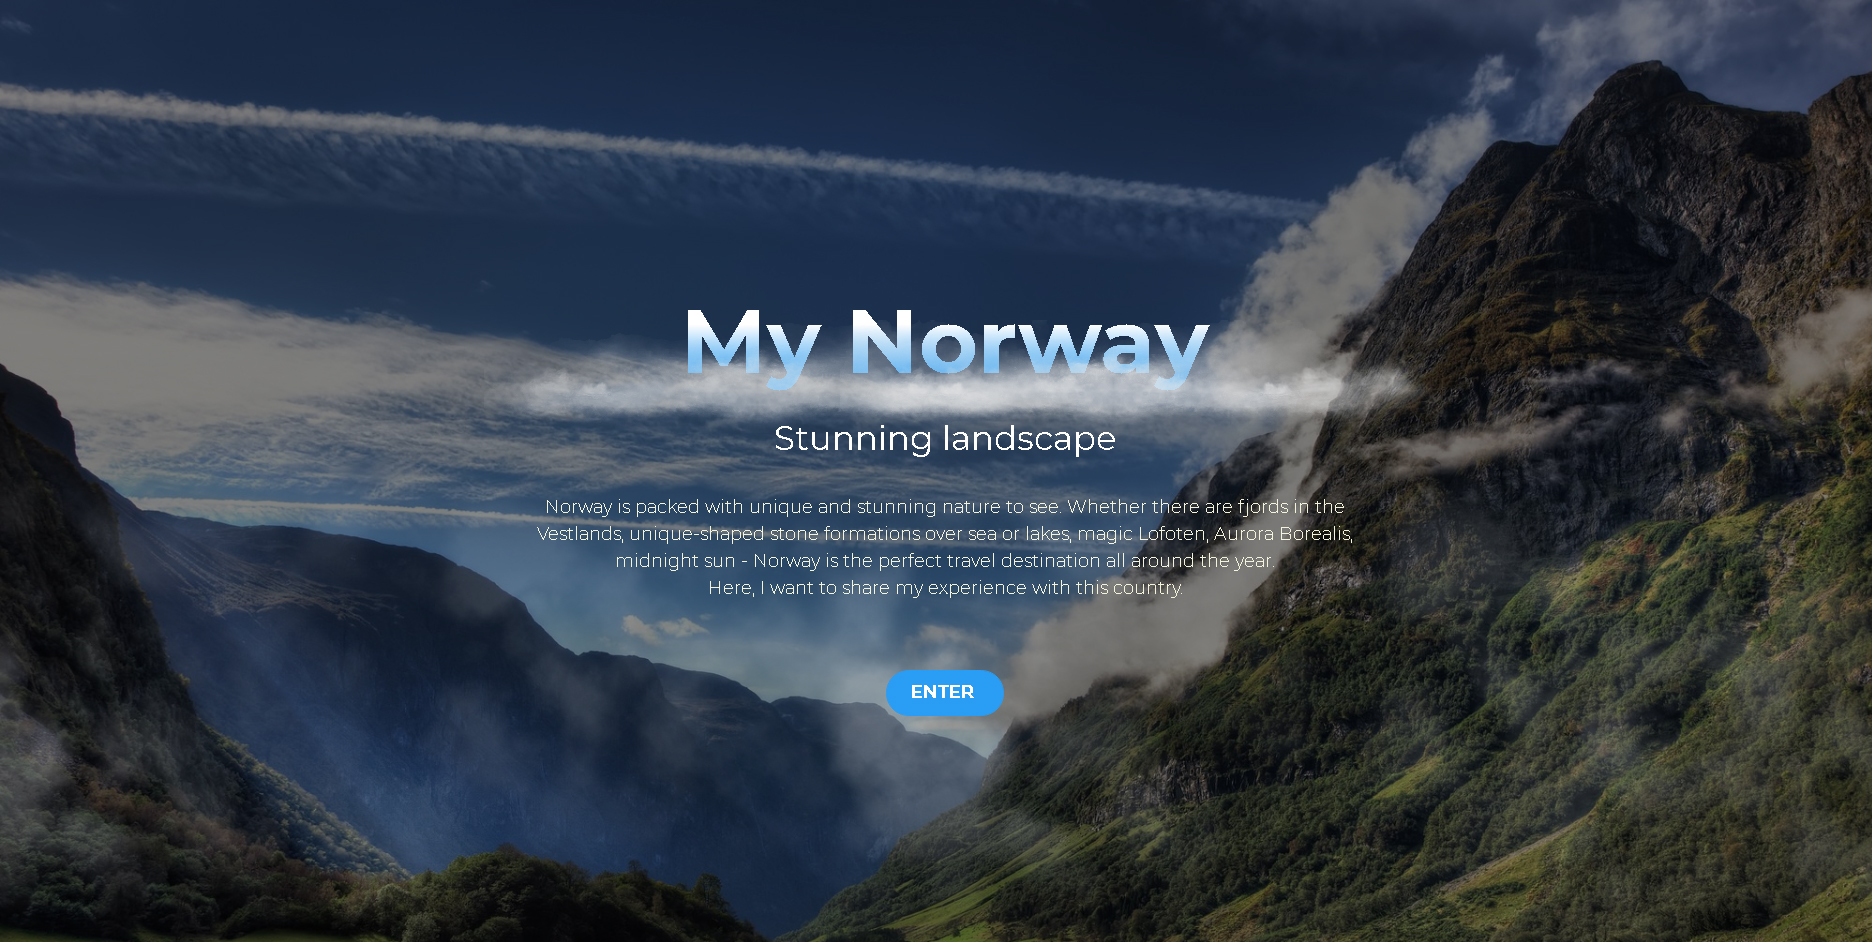 My Norway
Stunning landscape
Norway is packed with unique and stunning nature to see. Whether there are fjords in the
Vestlands, unique-shaped stone formations over sea or lakes, magic Lofoten, Aurora Borealis,
midnight sun - Norway is the perfect travel destination all around the year.
Here, I want to share my experience with this country.
ENTER